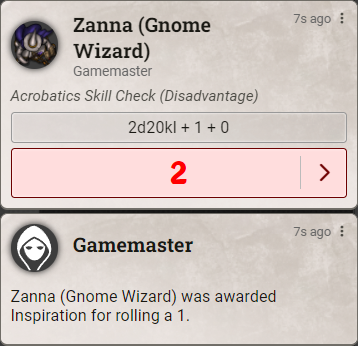 Zanna (Gnome
Wizard)
7s ago
Gamemaster
Acrobatics Skill Check (Disadvantage)
2d20kl + 1 + 0
2
Gamemaster
7s ago
Zanna (Gnome Wizard) was awarded
Inspiration for rolling a 1.